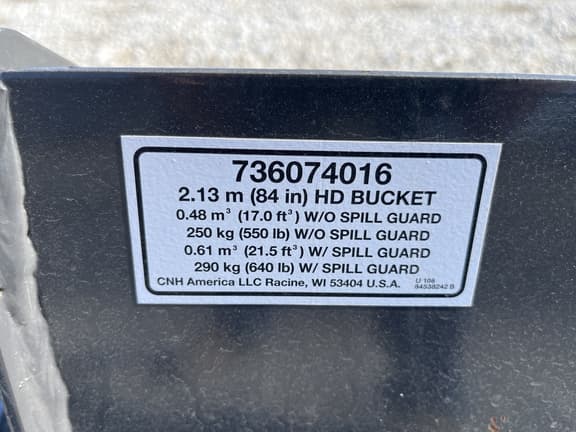 736074016
2.13 m (84 in) HD BUCKET
0.48 m³ (17.0 ft³) W/O SPILL GUARD
250 kg (550 lb) W/O SPILL GUARD
0.61 m³ (21.5 ft³) W/ SPILL GUARD
290 kg (640 lb) W/ SPILL GUARD
CNH America LLC Racine, WI 53404 U.S.A.
U 108
84538242 B